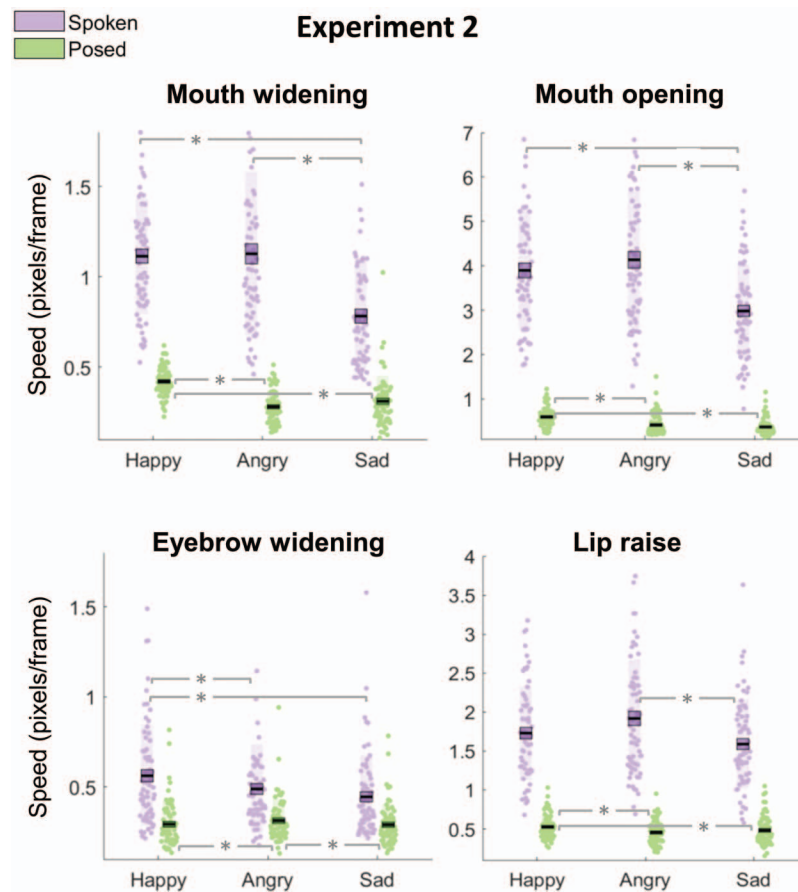 Spoken
Posed
Experiment 2
Mouth widening
Speed (pixels/frame)
1.5
1
0.5
*
*
*
*
Happy
Angry
Sad
Mouth opening
7
6
5
4
3
2
1
*
*
*
*
Happy
Angry
Sad
Eyebrow widening
Speed (pixels/frame)
1.5
1
0.5
*
*
*
*
Happy
Angry
Sad
Lip raise
4
3.5
3
2.5
2
1.5
1
0.5
*
*
*
Happy
Angry
Sad